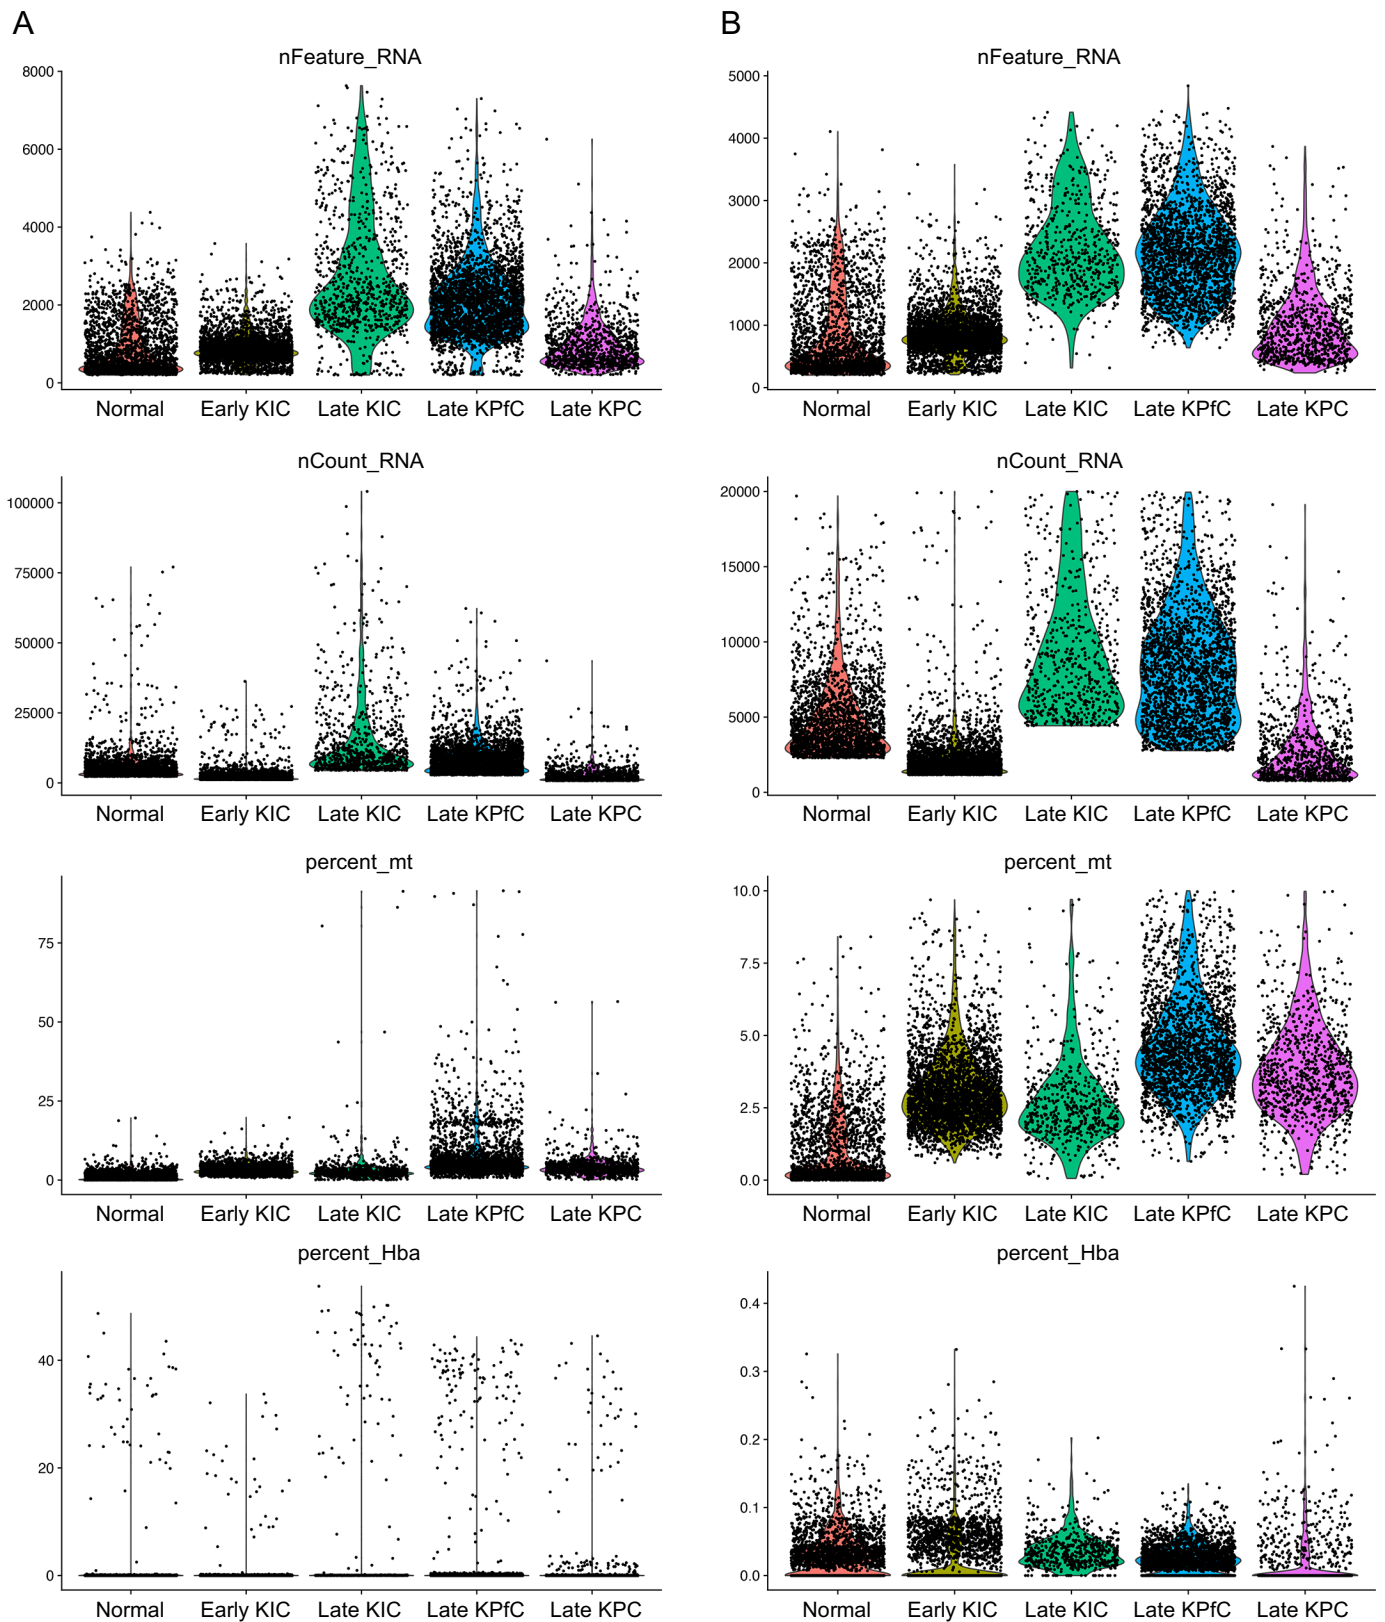 A
B
nFeature_RNA
8000
6000
4000
2000
0
Normal Early KIC Late KIC Late KPfC Late KPC
nFeature_RNA
5000
4000
3000
2000
1000
0
Normal Early KIC Late KIC Late KPfC Late KPC
nCount_RNA
100000
75000
50000
25000
0
Normal Early KIC Late KIC Late KPfC Late KPC
nCount_RNA
20000
15000
10000
5000
0
Normal Early KIC Late KIC Late KPfC Late KPC
percent_mt
75
50
25
0
Normal Early KIC Late KIC Late KPfC Late KPC
percent_mt
10.0
7.5
5.0
2.5
0.0
Normal Early KIC Late KIC Late KPfC Late KPC
percent_Hba
40
20
0
Normal Early KIC Late KIC Late KPfC Late KPC
percent_Hba
0.4
0.3
0.2
0.1
0.0
Normal Early KIC Late KIC Late KPfC Late KPC